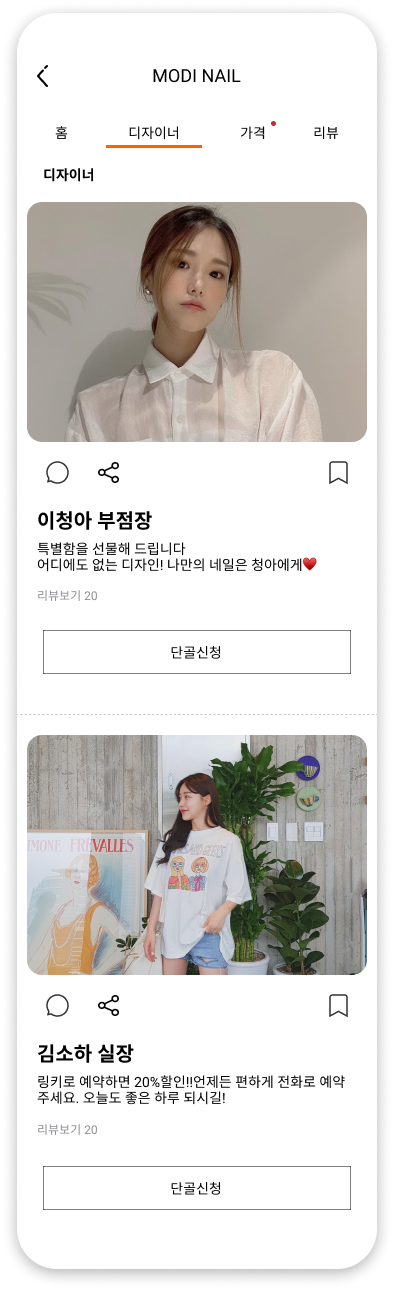 MODI NAIL
홈 디자이너 가격 리뷰
디자이너
이청아 부점장
특별함을 선물해 드립니다
어디에도 없는 디자인! 나만의 네일은 청아에게♥
리뷰보기 20
단골신청
VALLES
김소하 실장
링키로 예약하면 20%할인!!언제든 편하게 전화로 예약
주세요. 오늘도 좋은 하루 되시길!
리뷰보기 20
단골신청